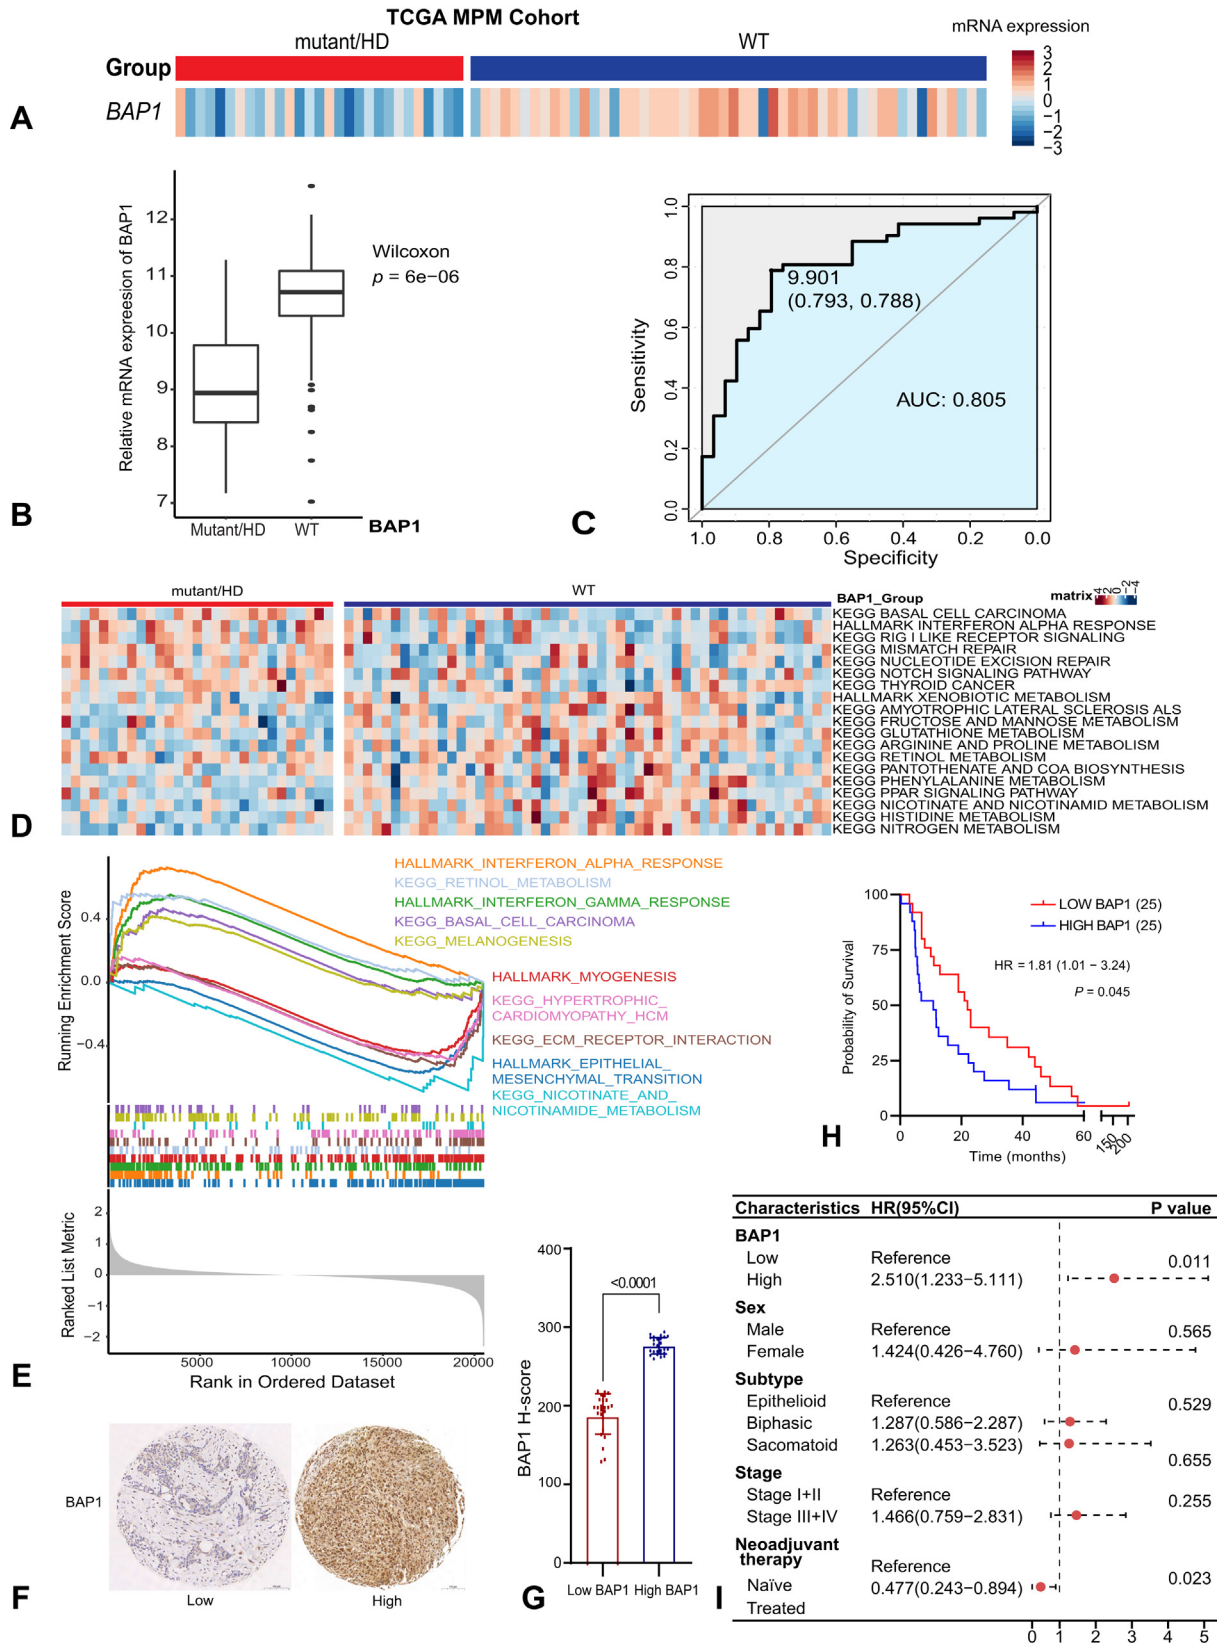 TCGA MPM Cohort
mutant/HD
WT
mRNA expression
Group
BAP1
3
2
1
0
−1
−2
−3
A
Relative mRNA expreesion of BAP1
12
11
10
9
8
7
Wilcoxon
p = 6e−06
Mutant/HD
WT
BAP1
B
Sensitivity
1.0
0.8
0.6
0.4
0.2
0.0
9.901
(0.793, 0.788)
AUC: 0.805
1.0
0.8
0.6
0.4
0.2
0.0
Specificity
C
mutant/HD
WT
BAP1_Group
matrix
4
2
0
-2
-4
KEGG BASAL CELL CARCINOMA
HALLMARK INTERFERON ALPHA RESPONSE
KEGG RIG I LIKE RECEPTOR SIGNALING
KEGG MISMATCH REPAIR
KEGG NUCLEOTIDE EXCISION REPAIR
KEGG NOTCH SIGNALING PATHWAY
KEGG THYROID CANCER
HALLMARK XENOBIOTIC METABOLISM
KEGG AMYOTROPHIC LATERAL SCLEROSIS ALS
KEGG FRUCTOSE AND MANNOSE METABOLISM
KEGG GLUTATHIONE METABOLISM
KEGG ARGININE AND PROLINE METABOLISM
KEGG RETINOL METABOLISM
KEGG PANTOTHENATE AND COA BIOSYNTHESIS
KEGG PHENYLALANINE METABOLISM
KEGG PPAR SIGNALING PATHWAY
KEGG NICOTINATE AND NICOTINAMID METABOLISM
KEGG HISTIDINE METABOLISM
KEGG NITROGEN METABOLISM
D
Running Enrichment Score
0.4
0.0
−0.4
HALLMARK_INTERFERON_ALPHA_RESPONSE
KEGG_RETINOL_METABOLISM
HALLMARK_INTERFERON_GAMMA_RESPONSE
KEGG_BASAL_CELL_CARCINOMA
KEGG_MELANOGENESIS
HALLMARK_MYOGENESIS
KEGG_HYPERTROPHIC_
CARDIOMYOPATHY_HCM
KEGG_ECM_RECEPTOR_INTERACTION
HALLMARK_EPITHELIAL_
MESENCHYMAL_TRANSITION
KEGG_NICOTINATE_AND_
NICOTINAMIDE_METABOLISM
Ranked List Metric
2
1
0
−1
−2
5000
10000
15000
20000
Rank in Ordered Dataset
E
Probability of Survival
100
75
50
25
0
LOW BAP1 (25)
HIGH BAP1 (25)
HR = 1.81 (1.01 − 3.24)
P = 0.045
0
20
40
60
150
200
Time (months)
H
BAP1
Low
High
F
BAP1 H-score
400
300
200
100
0
<0.0001
Low BAP1
High BAP1
G
Characteristics HR(95%CI) P value
BAP1
Low Reference 0.011
High 2.510(1.233−5.111)
Sex
Male Reference 0.565
Female 1.424(0.426−4.760)
Subtype
Epithelioid Reference 0.529
Biphasic 1.287(0.586−2.287)
Sacomatoid 1.263(0.453−3.523)
0.655
Stage
Stage I+II Reference 0.255
Stage III+IV 1.466(0.759−2.831)
Neoadjuvant
therapy
Reference 0.023
Naïve 0.477(0.243−0.894)
Treated
0 1 2 3 4 5
I